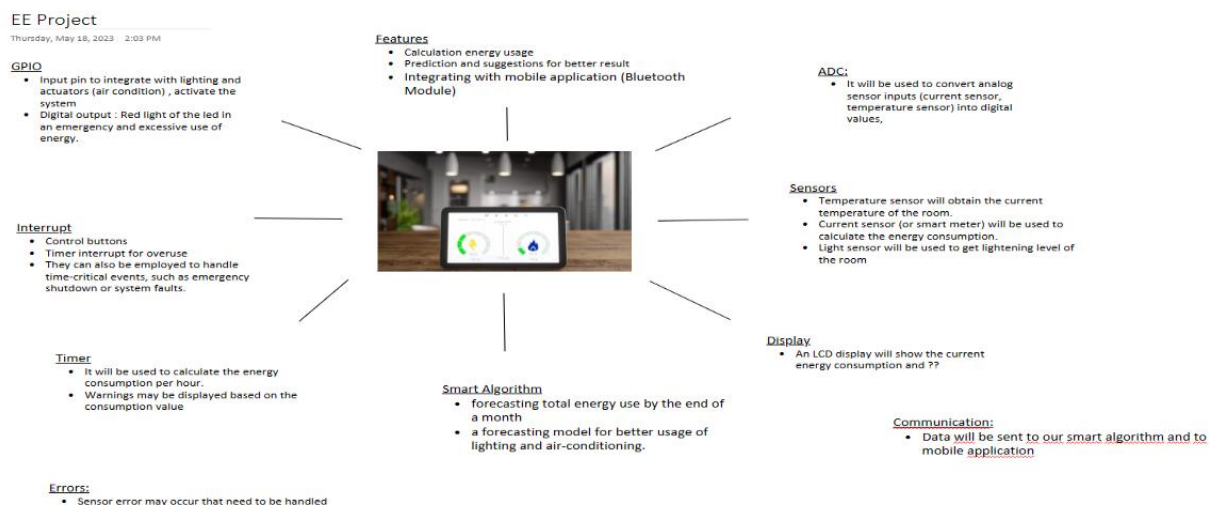 EE Project
Thursday, May 18, 2023 2:03 PM
GPIO
• Input pin to integrate with lighting and
actuators (air condition) , activate the
system
• Digital output : Red light of the led in
an emergency and excessive use of
energy.
Features
• Calculation energy usage
• Prediction and suggestions for better result
• Integrating with mobile application (Bluetooth
Module)
ADC:
• It will be used to convert analog
sensor inputs (current sensor,
temperature sensor) into digital
values,
Sensors
• Temperature sensor will obtain the current
temperature of the room.
• Current sensor (or smart meter) will be used to
calculate the energy consumption.
• Light sensor will be used to get lightening level of
the room
Interrupt
• Control buttons
• Timer interrupt for overuse
• They can also be employed to handle
time-critical events, such as emergency
shutdown or system faults.
Timer
• It will be used to calculate the energy
consumption per hour.
• Warnings may be displayed based on the
consumption value
Smart Algorithm
• forecasting total energy use by the end of
a month
• a forecasting model for better usage of
lighting and air-conditioning.
Display
• An LCD display will show the current
energy consumption and ??
Communication:
• Data will be sent to our smart algorithm and to
mobile application
Errors:
• Sensor error may occur that need to be handled